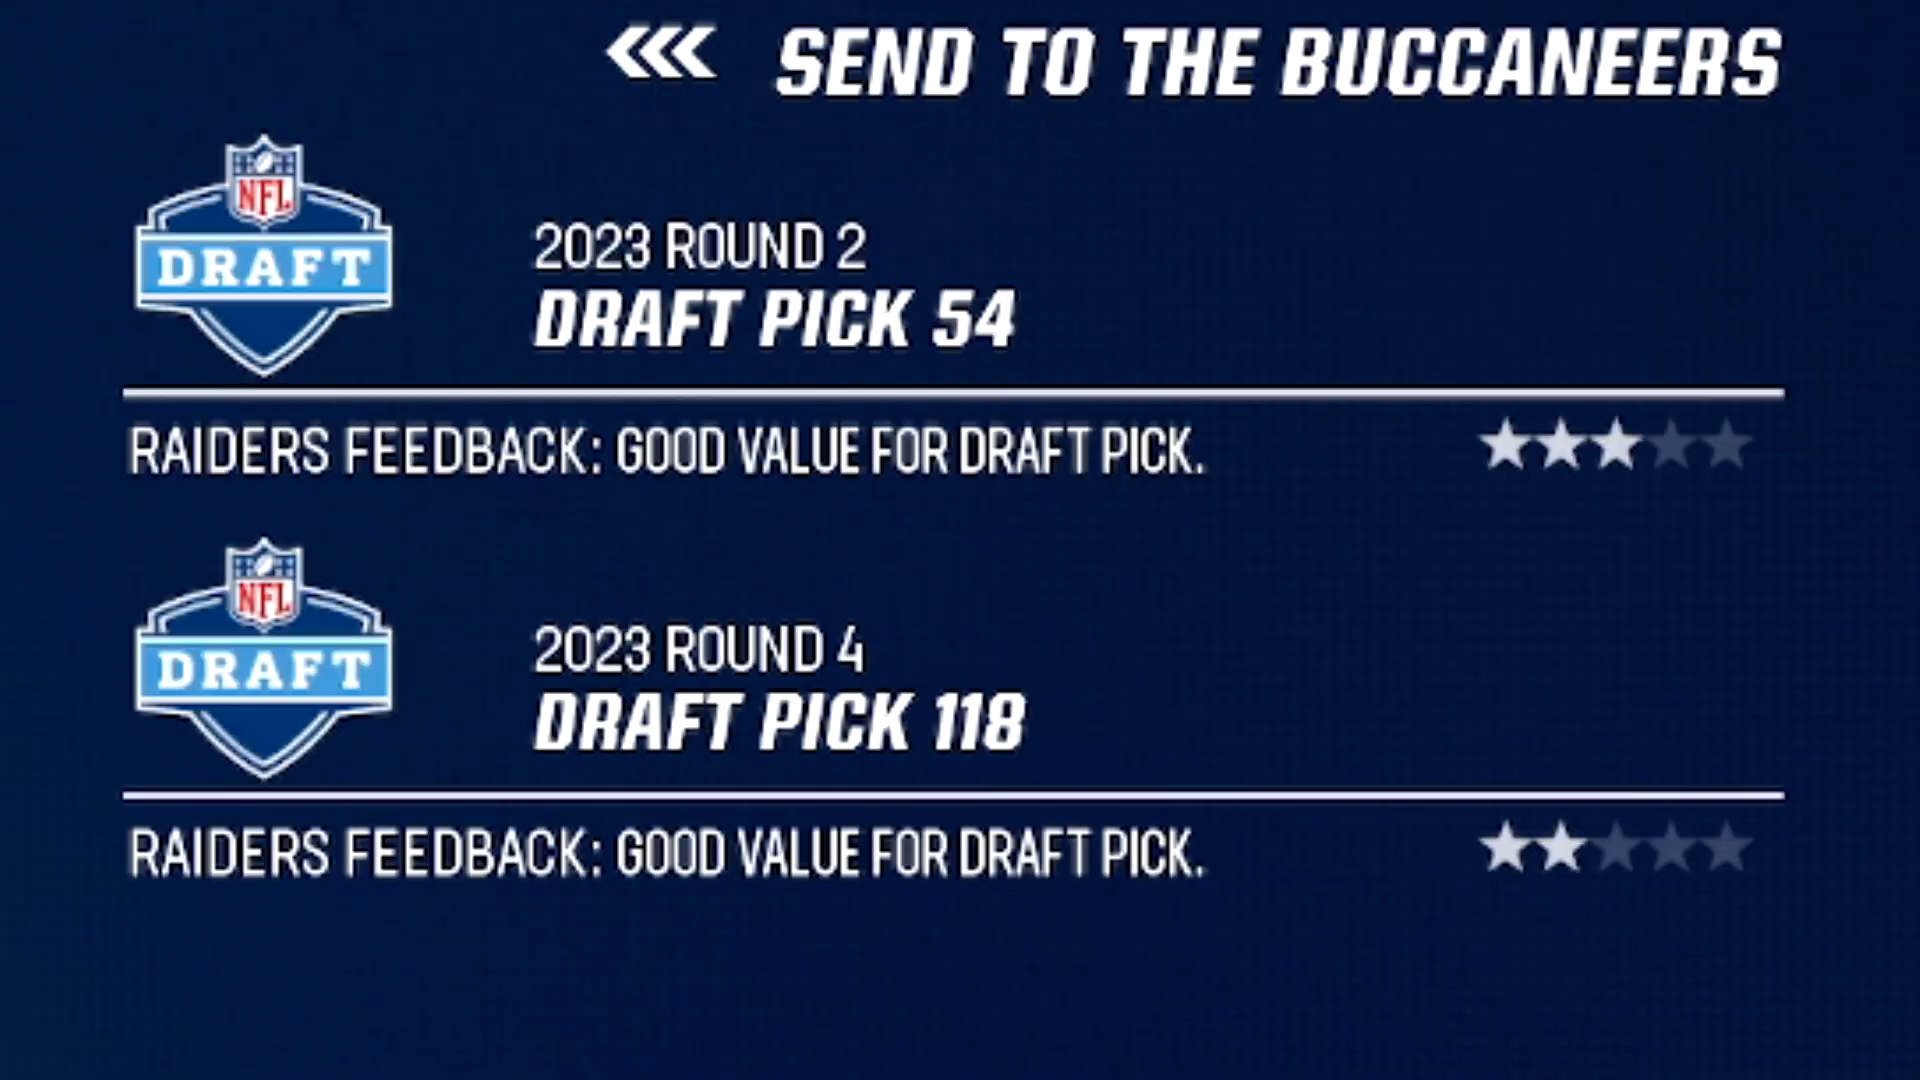 SEND TO THE BUCCANEERS
NFL
DRAFT
2023 ROUND 2
DRAFT PICK 54
RAIDERS FEEDBACK: GOOD VALUE FOR DRAFT PICK.
NFL
DRAFT
2023 ROUND 4
DRAFT PICK 118
RAIDERS FEEDBACK: GOOD VALUE FOR DRAFT PICK.